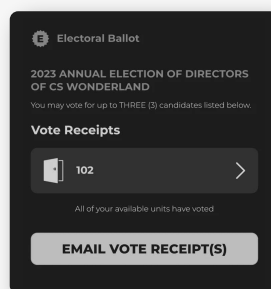 E Electoral Ballot
2023 ANNUAL ELECTION OF DIRECTORS
OF CS WONDERLAND
You may vote for up to THREE (3) candidates listed below.
Vote Receipts
102
All of your available units have voted
EMAIL VOTE RECEIPT(S)